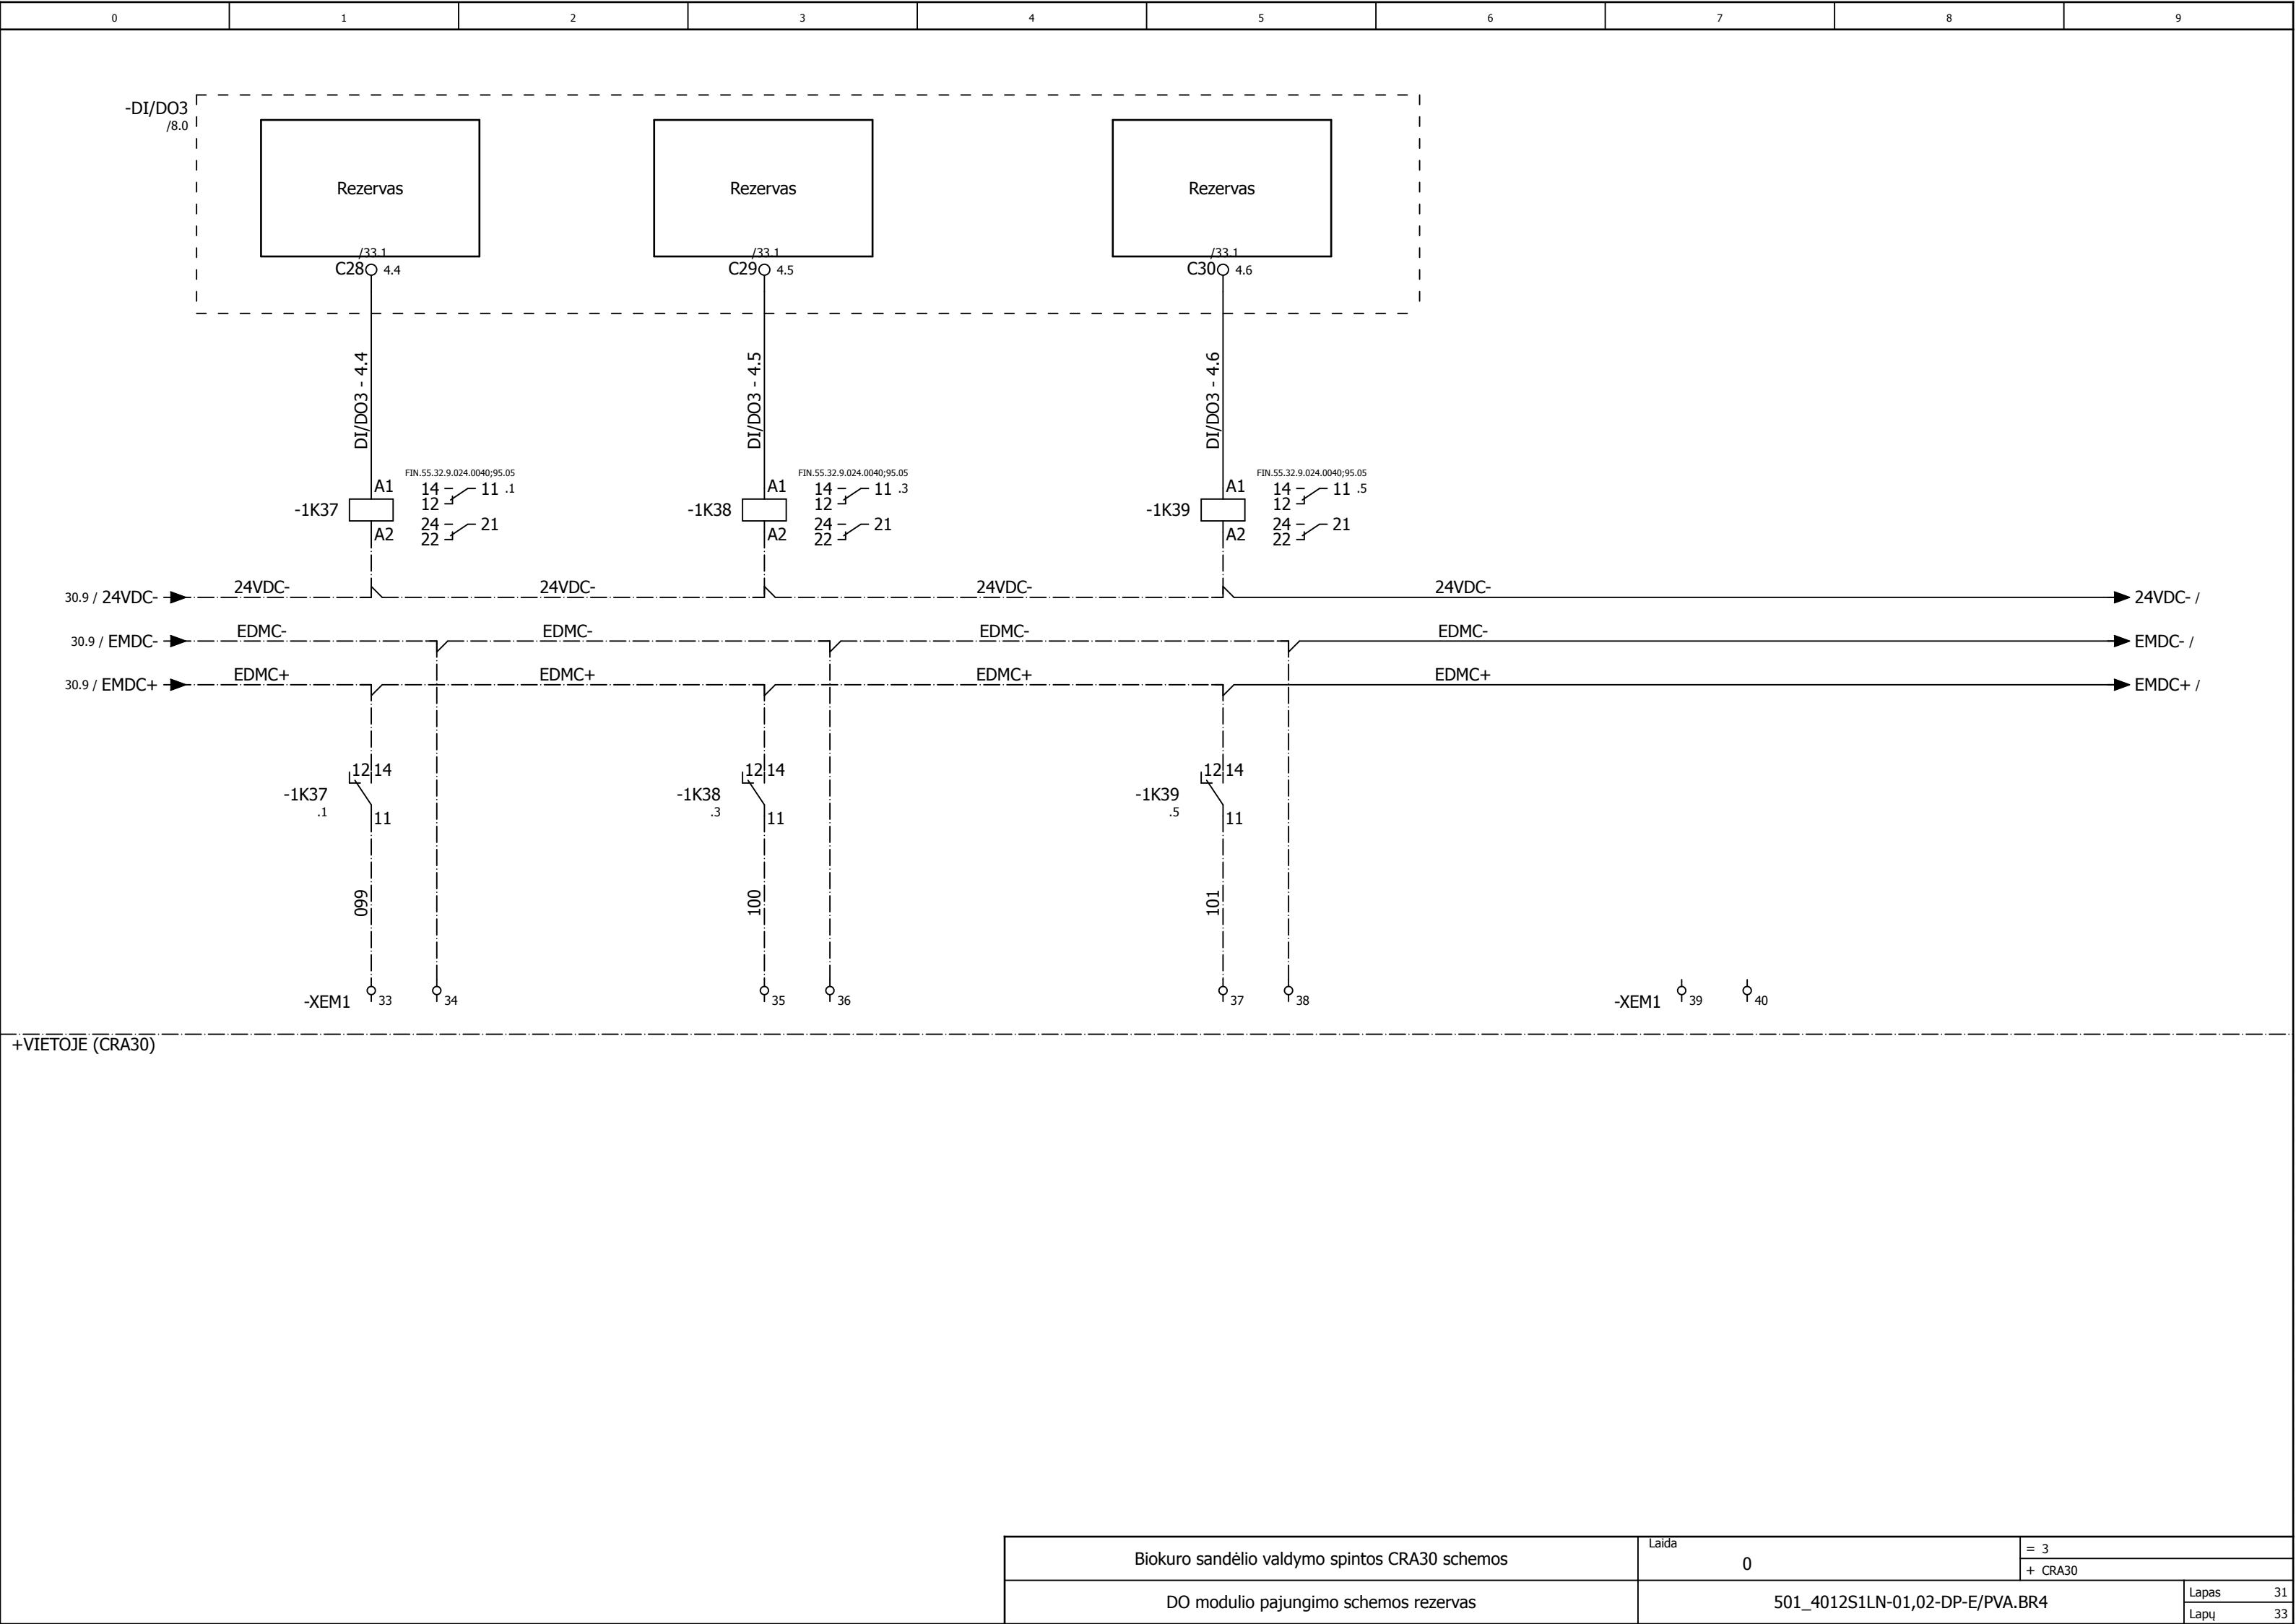 0 1 2 3 4 5 6 7 8 9
-DI/DO3
/8.0
Rezervas Rezervas Rezervas
/33.1 /33.1 /33.1
C28 4.4 C29 4.5 C30 4.6
DI/DO3 - 4.4 DI/DO3 - 4.5 DI/DO3 - 4.6
FIN.55.32.9.024.0040;95.05 FIN.55.32.9.024.0040;95.05 FIN.55.32.9.024.0040;95.05
A1 14 11 .1 A1 14 11 .3 A1 14 11 .5
12 12 12
-1K37 -1K38 -1K39
24 21 24 21 24 21
A2 22 A2 22 A2 22
24VDC- 24VDC- 24VDC- 24VDC-
30.9 / 24VDC- 24VDC- /
EDMC- EDMC- EDMC- EDMC-
30.9 / EMDC- EMDC- /
EDMC+ EDMC+ EDMC+ EDMC+
30.9 / EMDC+ EMDC+ /
12 14 12 14 12 14
-1K37 -1K38 -1K39
.1 .3 .5
11 11 11
099 100 101
-XEM1 33 34 35 36 37 38 -XEM1 39 40
+VIETOJE (CRA30)
Biokuro sandėlio valdymo spintos CRA30 schemos
Laida
0
= 3
+ CRA30
DO modulio pajungimo schemos rezervas
501_4012S1LN-01,02-DP-E/PVA.BR4
Lapas 31
Lapų 33